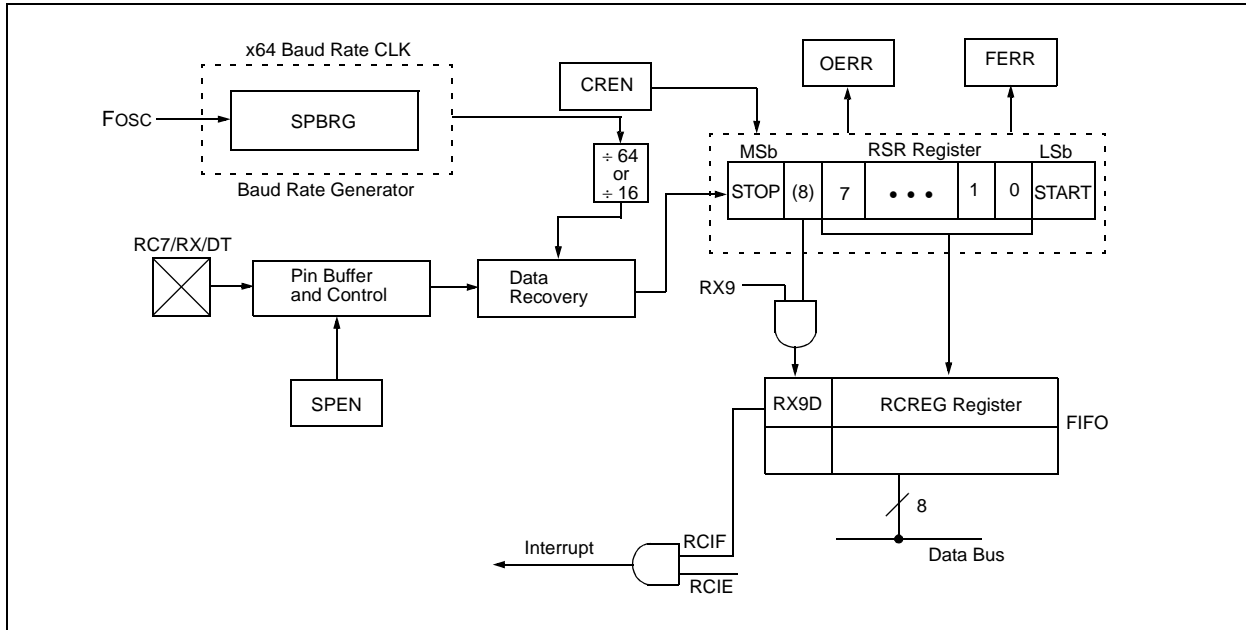 x64 Baud Rate CLK
FOSC
SPBRG
Baud Rate Generator
CREN
OERR
FERR
÷ 64
or
÷ 16
MSb
RSR Register
LSb
STOP
(8)
7
• • •
1
0
START
RC7/RX/DT
Pin Buffer
and Control
Data
Recovery
SPEN
RX9
RX9D
RCREG Register
FIFO
8
Data Bus
Interrupt
RCIF
RCIE